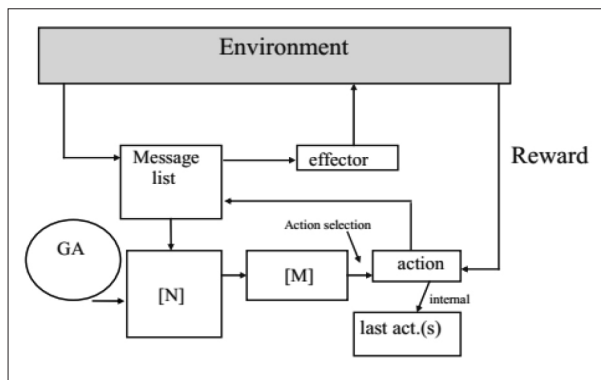 Environment
Message
list
effector
Reward
Action selection
GA
[N]
[M]
action
internal
last act.(s)